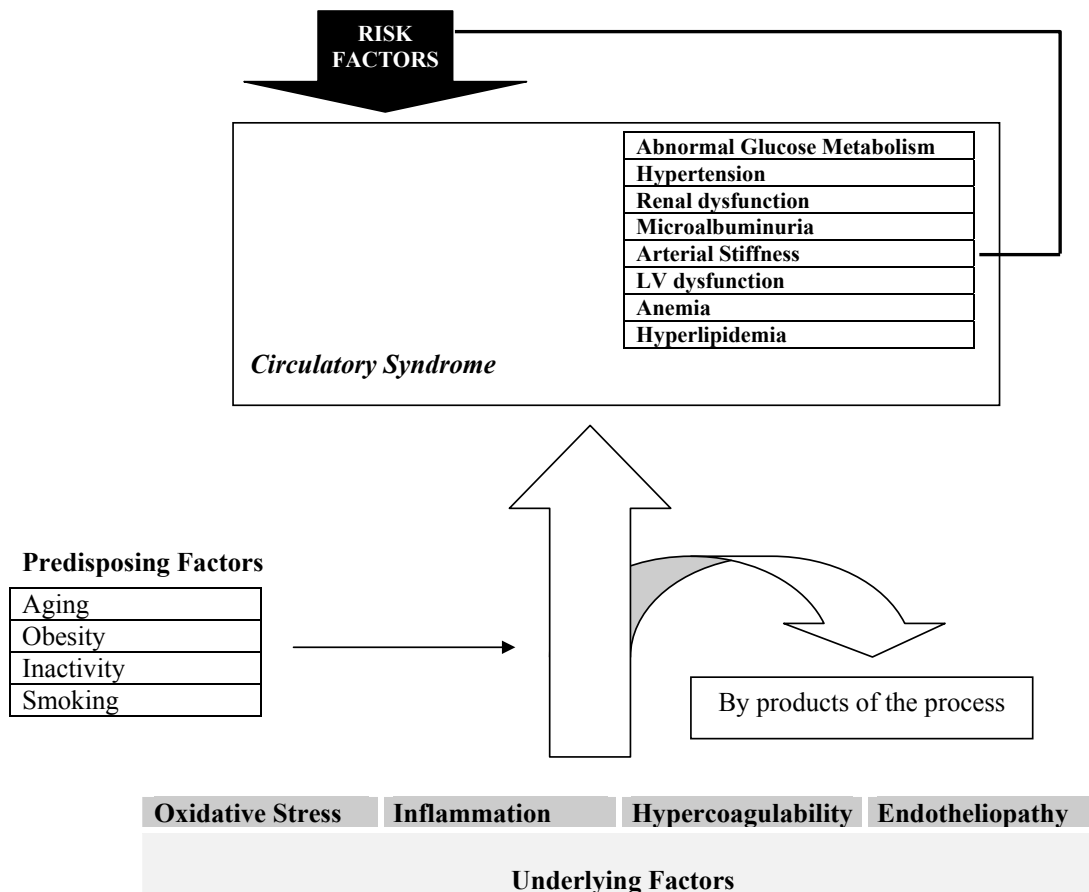 RISK
FACTORS
Abnormal Glucose Metabolism
Hypertension
Renal dysfunction
Microalbuminuria
Arterial Stiffness
LV dysfunction
Anemia
Hyperlipidemia
Circulatory Syndrome
Predisposing Factors
Aging
Obesity
Inactivity
Smoking
By products of the process
Oxidative Stress
Inflammation
Hypercoagulability
Endotheliopathy
Underlying Factors